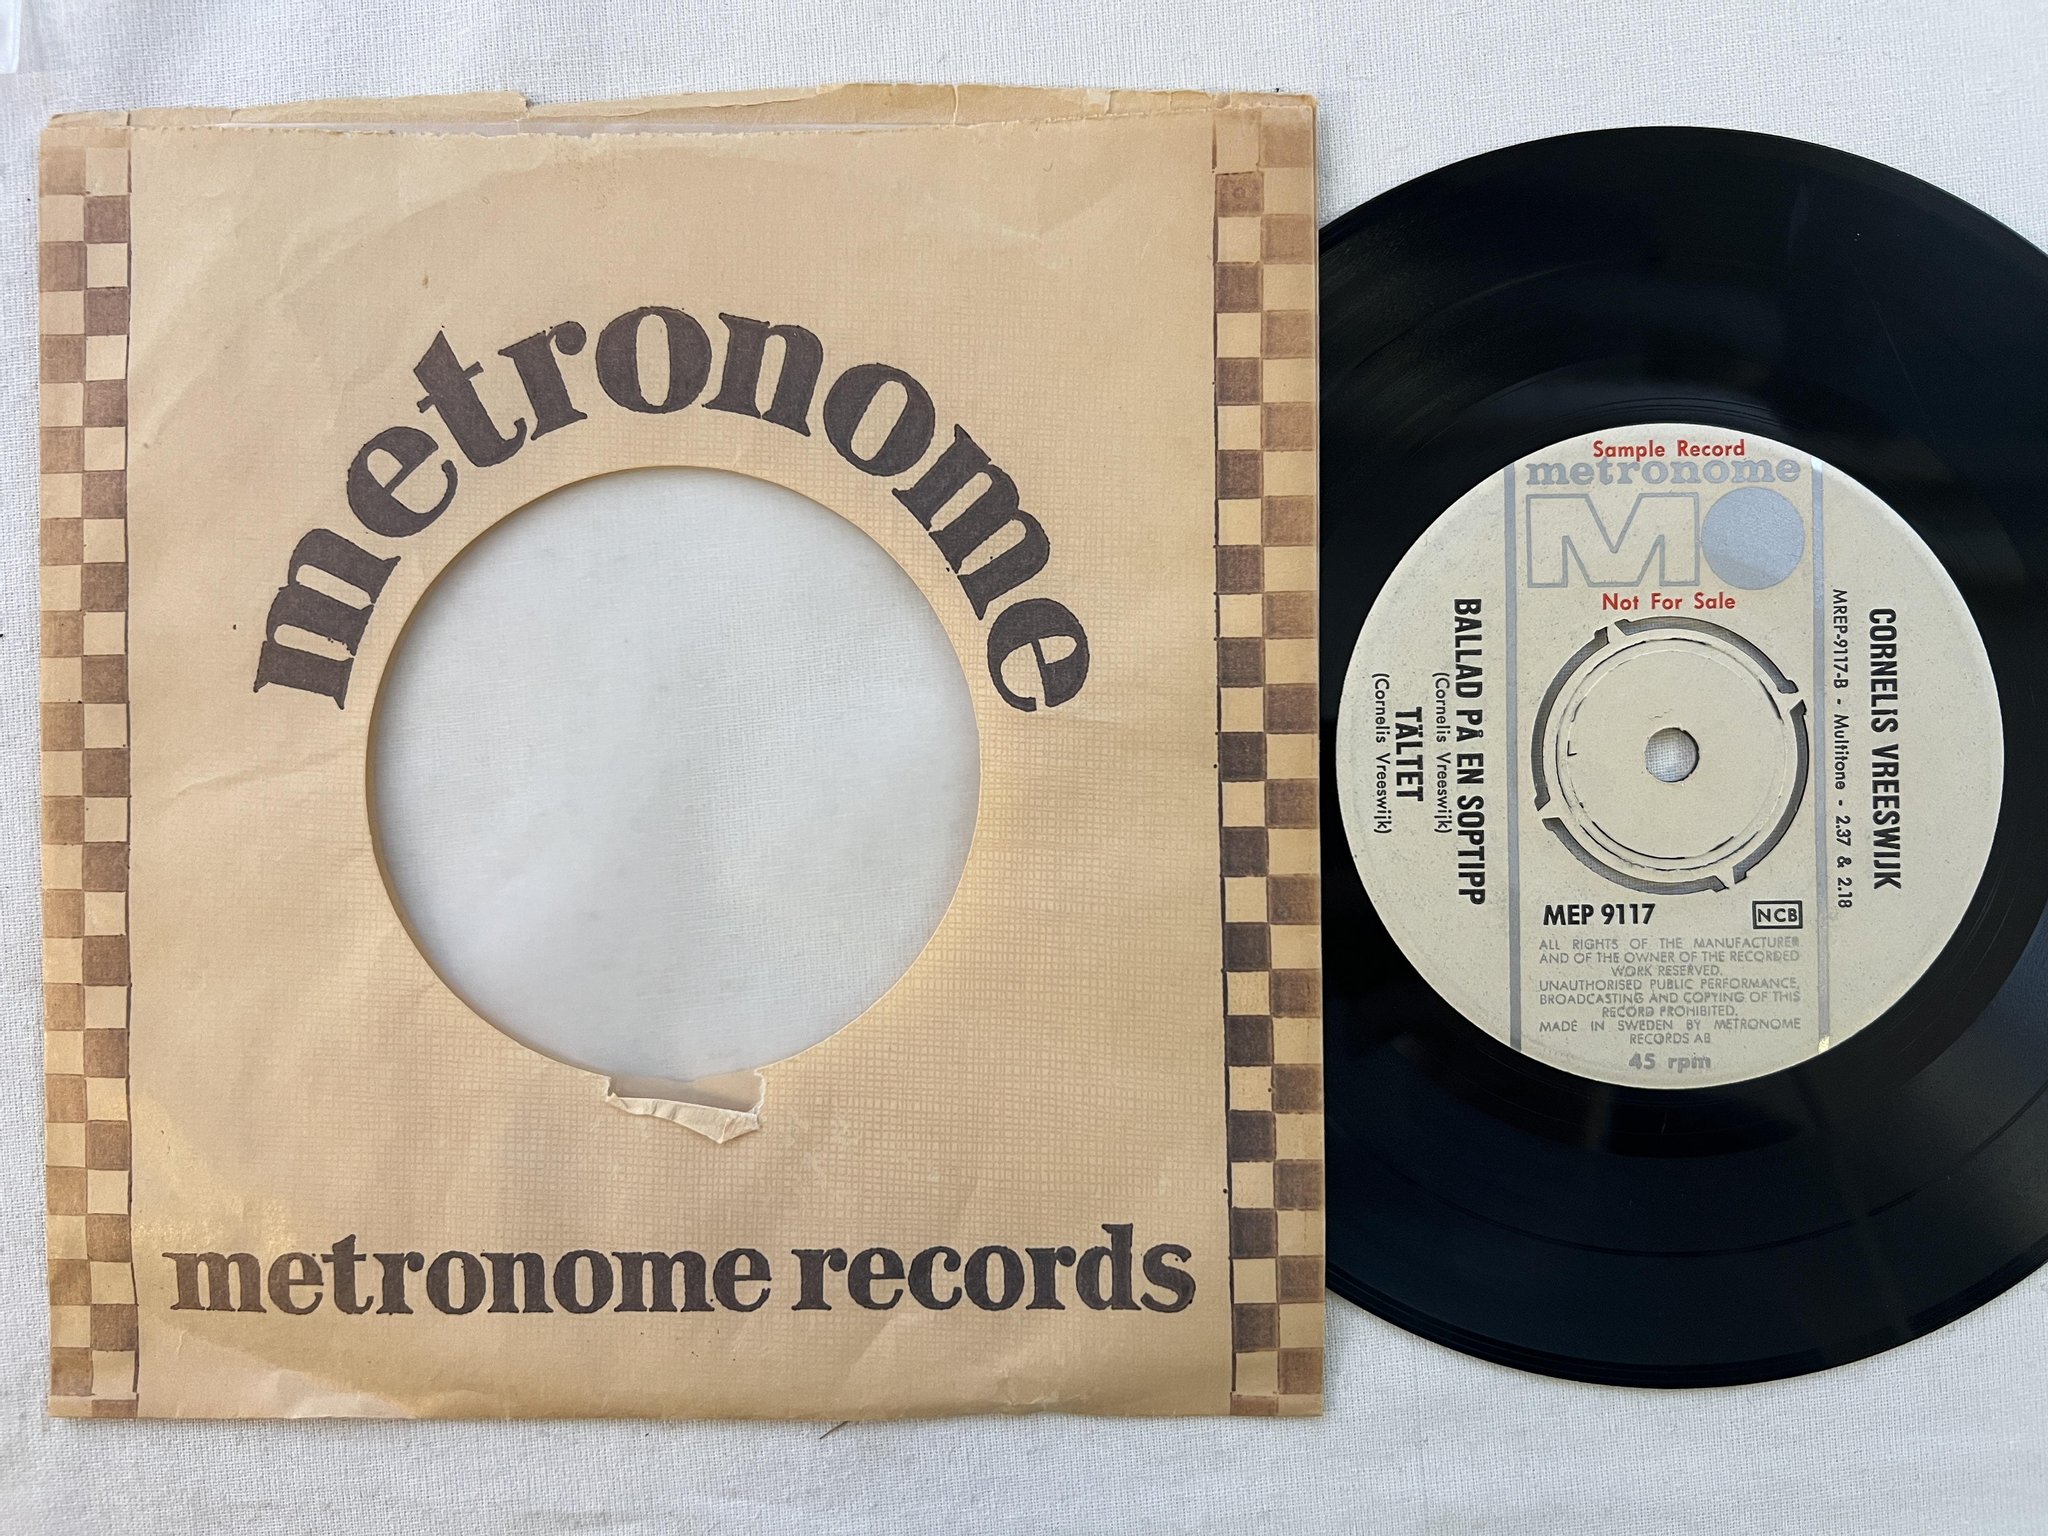 metronome
metronome records
Sample Record
metronome
M
Not For Sale
CORNELIS VREESWIJK
MREP-9117-B - Multitone - 2.37 & 2.18
BALLAD PÅ EN SOPTIPP
(Cornelis Vreeswijk)
TÄLTET
(Cornelis Vreeswijk)
MEP 9117
NCB
ALL RIGHTS OF THE MANUFACTURER
AND OF THE OWNER OF THE RECORDED
WORK RESERVED.
UNAUTHORISED PUBLIC PERFORMANCE,
BROADCASTING AND COPYING OF THIS
RECORD PROHIBITED.
MADE IN SWEDEN BY METRONOME
RECORDS AB
45 rpm